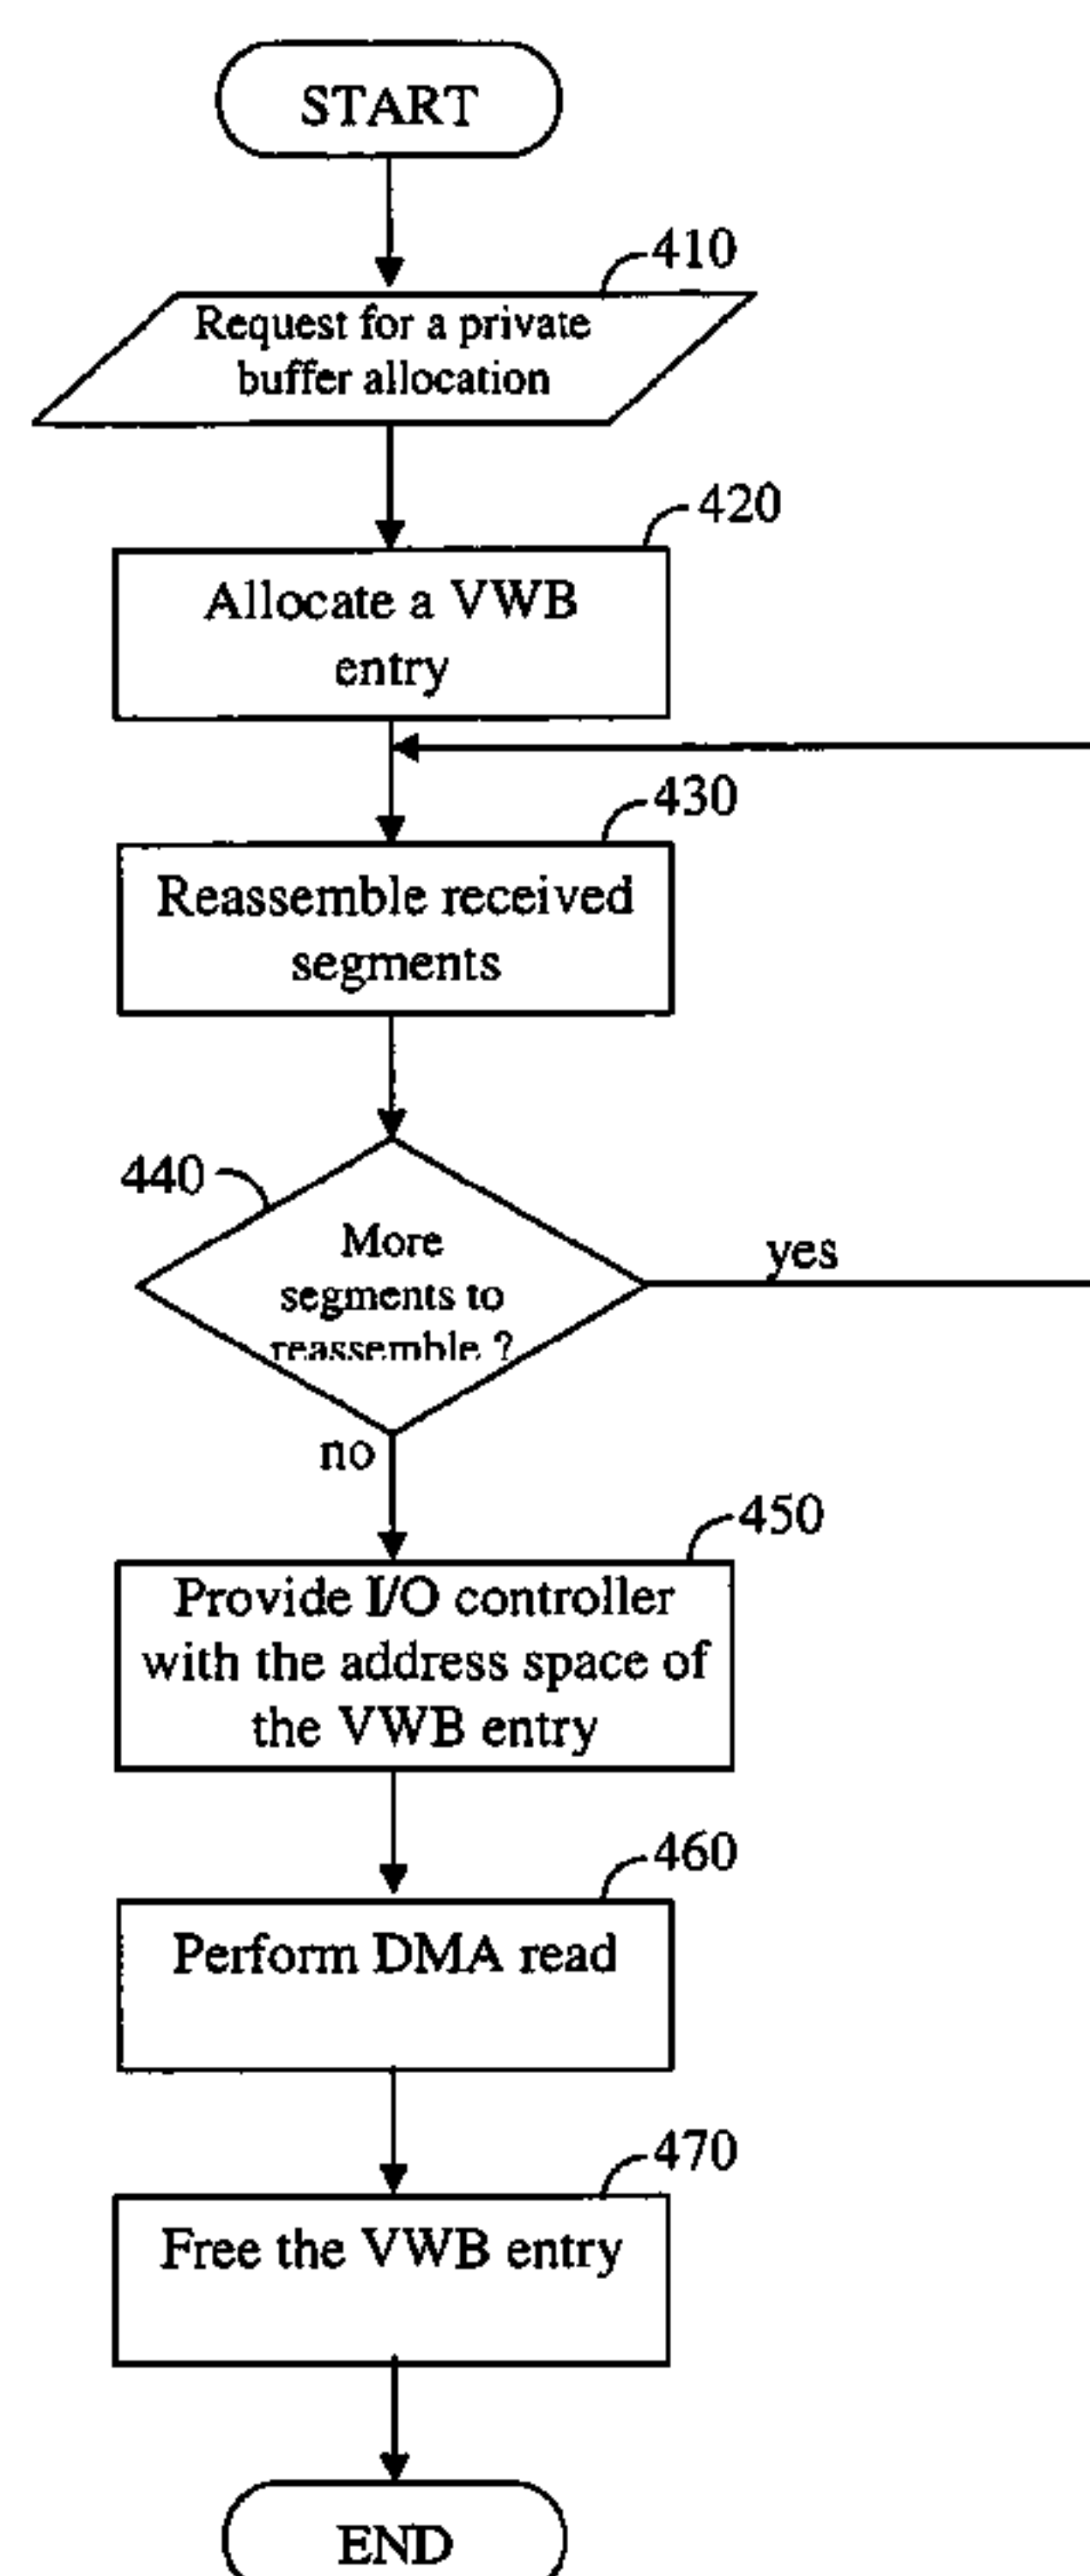 START
410
Request for a private
buffer allocation
420
Allocate a VWB
entry
430
Reassemble received
segments
440
More
segments to
reassemble ?
yes
no
450
Provide I/O controller
with the address space of
the VWB entry
460
Perform DMA read
470
Free the VWB entry
END